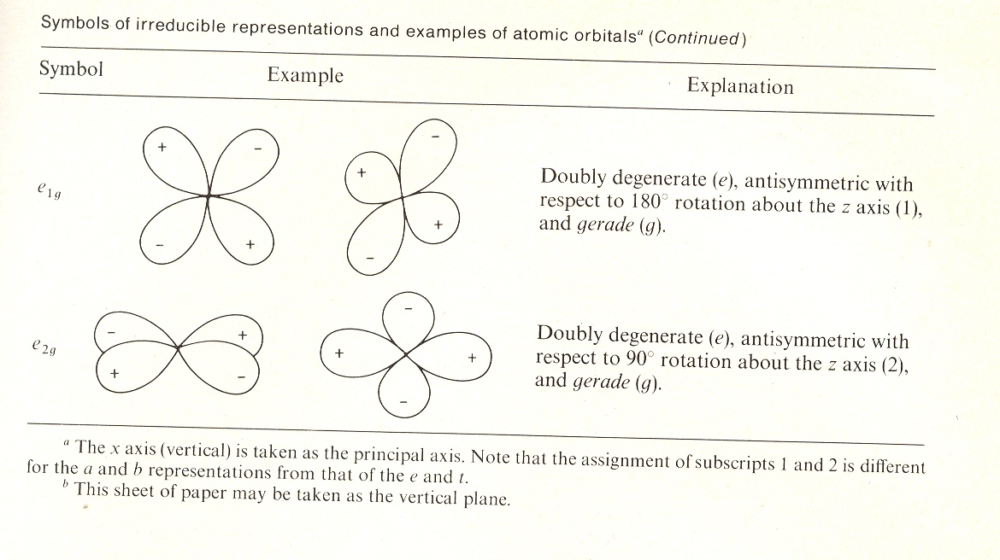 Symbols of irreducible representations and examples of atomic orbitalsᵃ (Continued)
Symbol Example Explanation
+ - + -
e₁g
- + - +
Doubly degenerate (e), antisymmetric with
respect to 180° rotation about the z axis (1),
and gerade (g).
e₂g
- + + -
- + + -
Doubly degenerate (e), antisymmetric with
respect to 90° rotation about the z axis (2),
and gerade (g).
ᵃ The x axis (vertical) is taken as the principal axis. Note that the assignment of subscripts 1 and 2 is different
for the a and b representations from that of the e and t.
ᵇ This sheet of paper may be taken as the vertical plane.